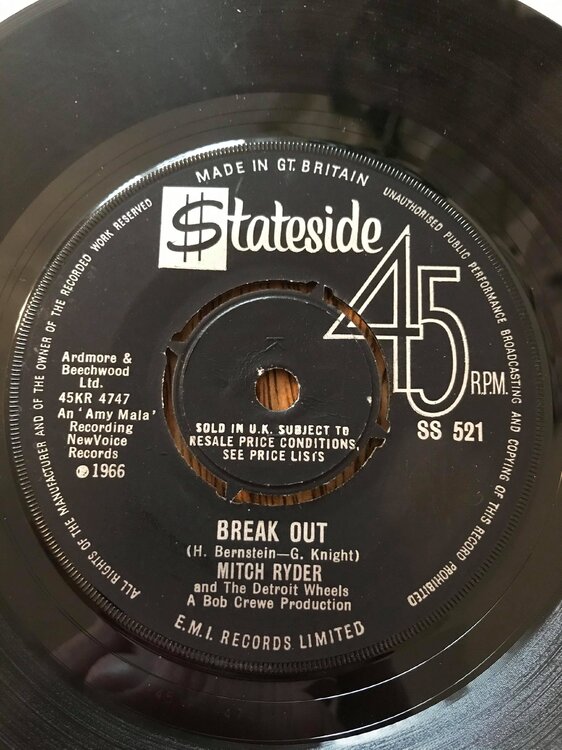 MADE IN GT. BRITAIN
UNAUTHORISED PUBLIC PERFORMANCE BROADCASTING AND COPYING OF THIS RECORD PROHIBITED
ALL RIGHTS OF THE MANUFACTURER AND OF THE OWNER OF THE RECORDED WORK RESERVED
$tateside
45 R.P.M.
SS 521
Ardmore &
Beechwood
Ltd.
45KR 4747
An 'Amy Mala'
Recording
NewVoice
Records
℗ 1966
SOLD IN U.K. SUBJECT TO
RESALE PRICE CONDITIONS,
SEE PRICE LISTS
BREAK OUT
(H. Bernstein—G. Knight)
MITCH RYDER
and The Detroit Wheels
A Bob Crewe Production
E.M.I. RECORDS LIMITED